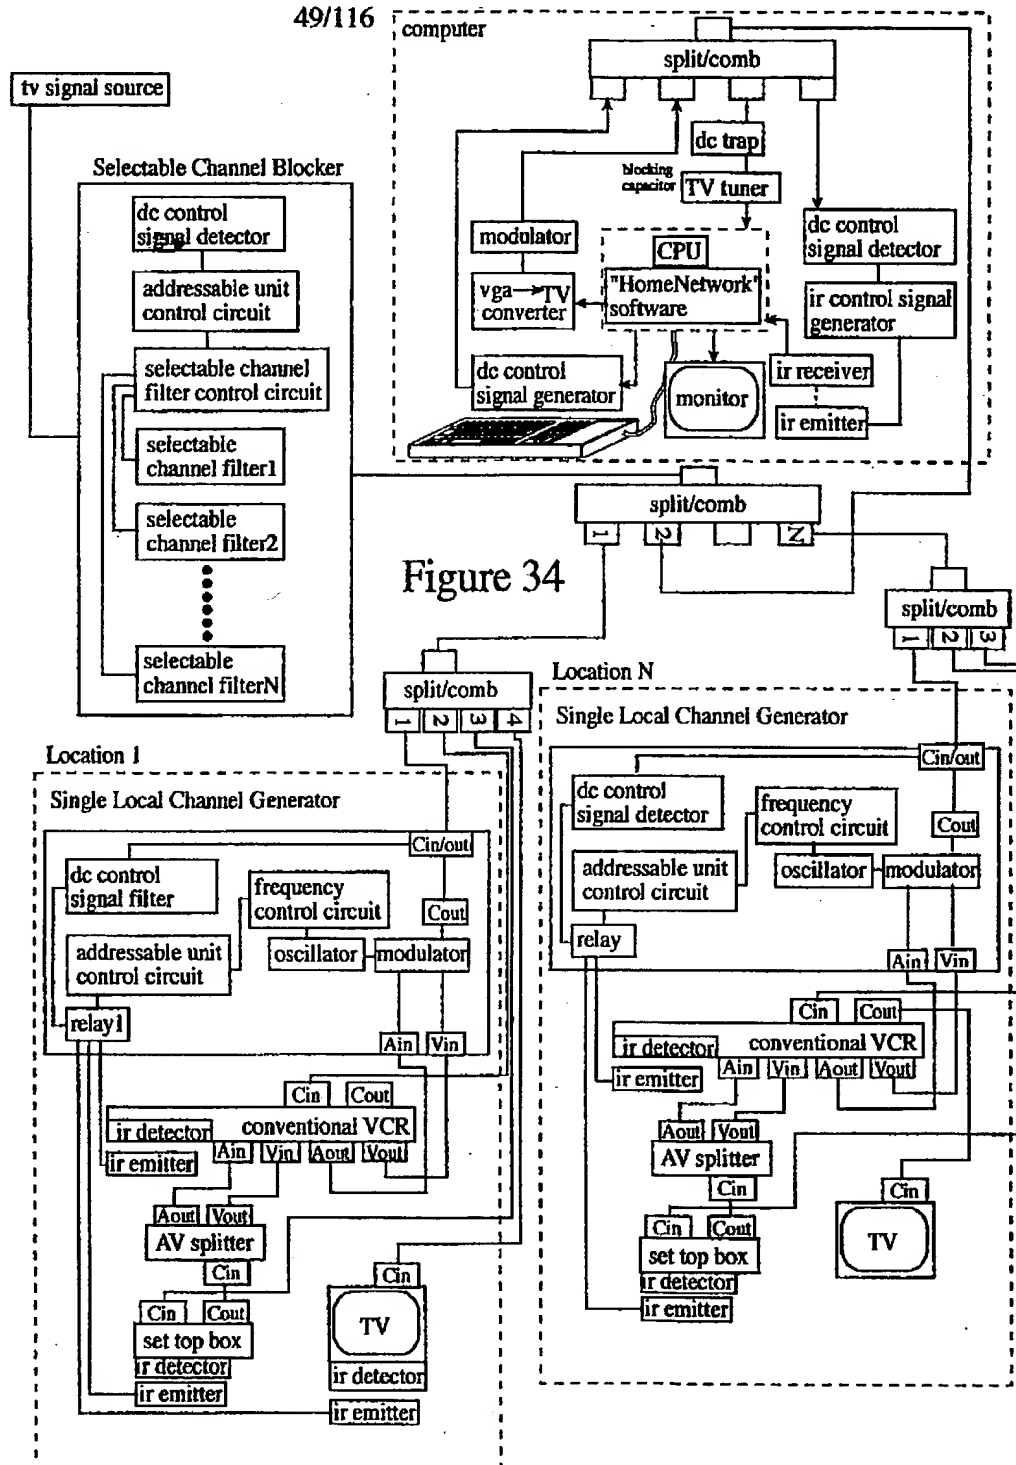 49/116
computer
split/comb
tv signal source
dc trap
Selectable Channel Blocker
blocking
capacitor
TV tuner
dc control
signal detector
modulator
dc control
signal detector
CPU
addressable unit
control circuit
vga→TV
converter
"HomeNetwork"
software
ir control signal
generator
selectable channel
filter control circuit
dc control
signal generator
monitor
ir receiver
ir emitter
selectable
channel filter1
split/comb
1
2
N
selectable
channel filter2
Figure 34
split/comb
1
2
3
selectable
channel filterN
split/comb
1
2
3
4
Location N
Single Local Channel Generator
Cin/out
dc control
signal detector
frequency
control circuit
Cout
addressable unit
control circuit
oscillator
modulator
relay
Ain
Vin
Cin
Cout
ir detector
conventional VCR
ir emitter
Ain
Vin
Aout
Vout
Aout
Vout
AV splitter
Cin
Cin
Cout
set top box
ir detector
ir emitter
Cin
TV
Location 1
Single Local Channel Generator
Cin/out
dc control
signal filter
frequency
control circuit
Cout
addressable unit
control circuit
oscillator
modulator
relay1
Ain
Vin
Cin
Cout
ir detector
conventional VCR
ir emitter
Ain
Vin
Aout
Vout
Aout
Vout
AV splitter
Cin
Cin
Cout
set top box
ir detector
ir emitter
Cin
TV
ir detector
ir emitter